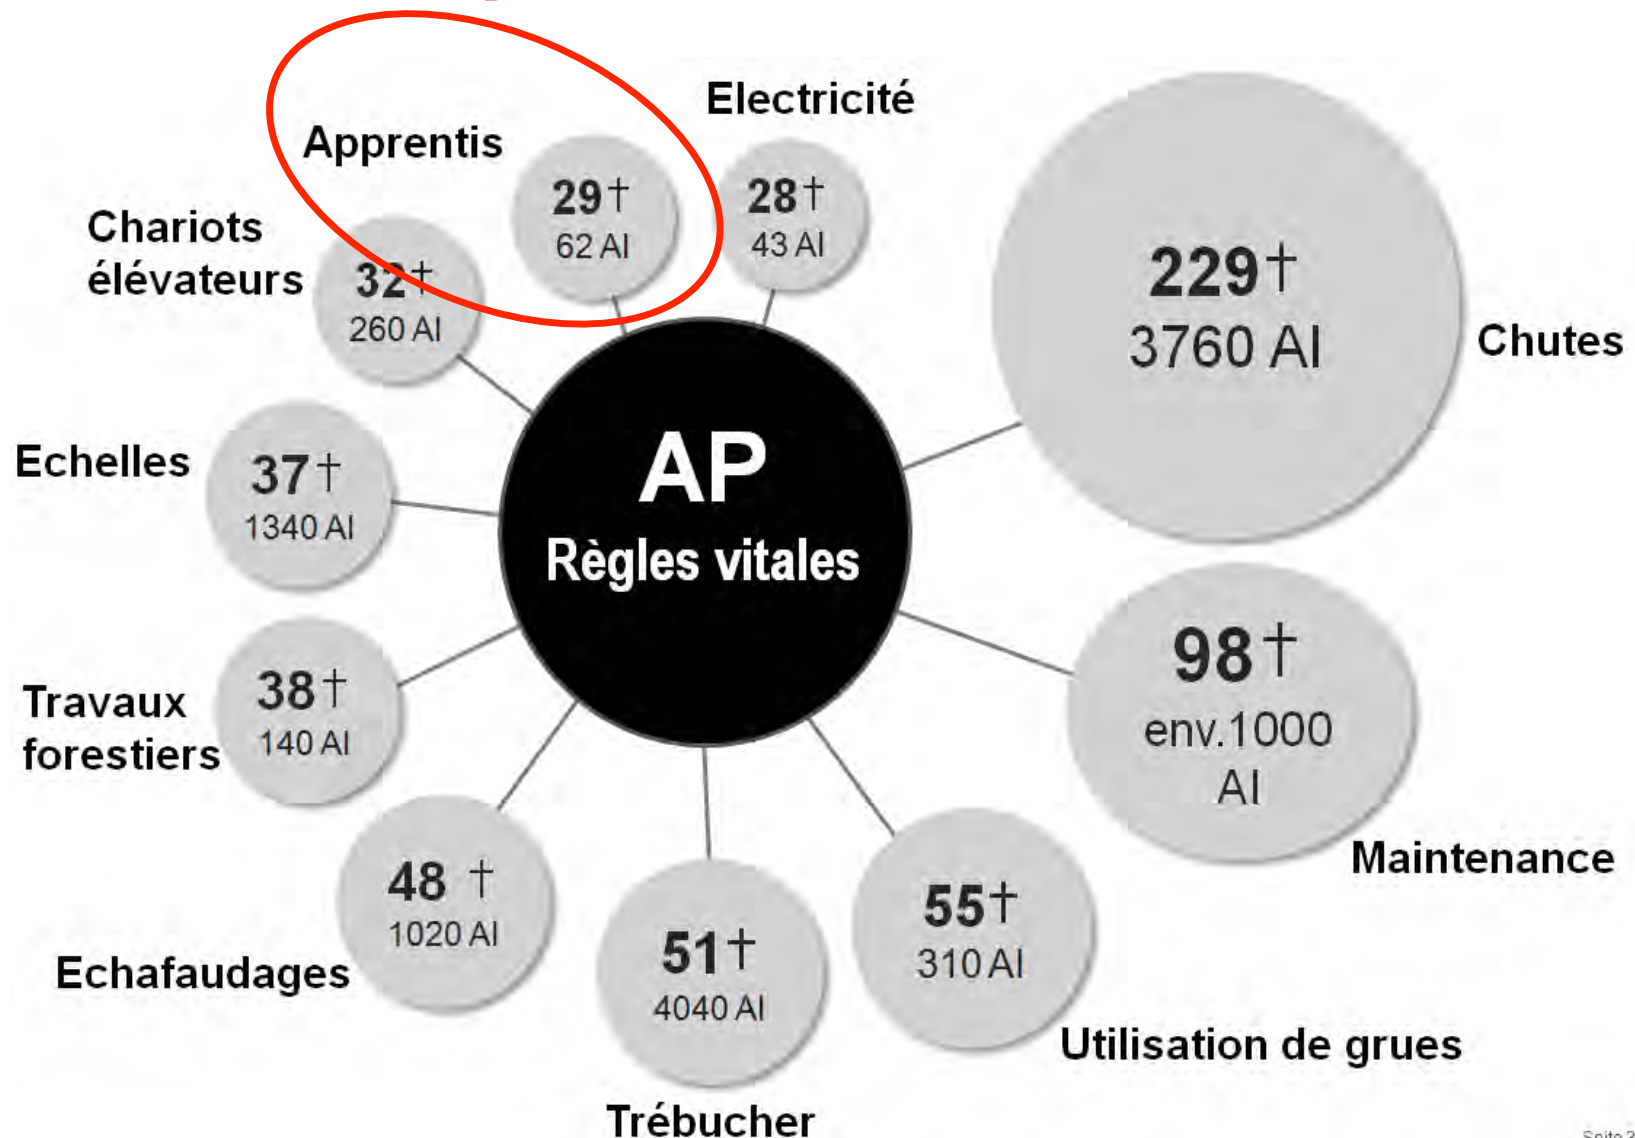 Electricité
Apprentis
29†
62 AI
28†
43 AI
Chariots
élévateurs
32†
260 AI
229†
3760 AI
Chutes
AP
Règles vitales
Echelles
37†
1340 AI
98†
env.1000
AI
Maintenance
Travaux
forestiers
38†
140 AI
48 †
1020 AI
Echafaudages
51†
4040 AI
Trébucher
55†
310 AI
Utilisation de grues